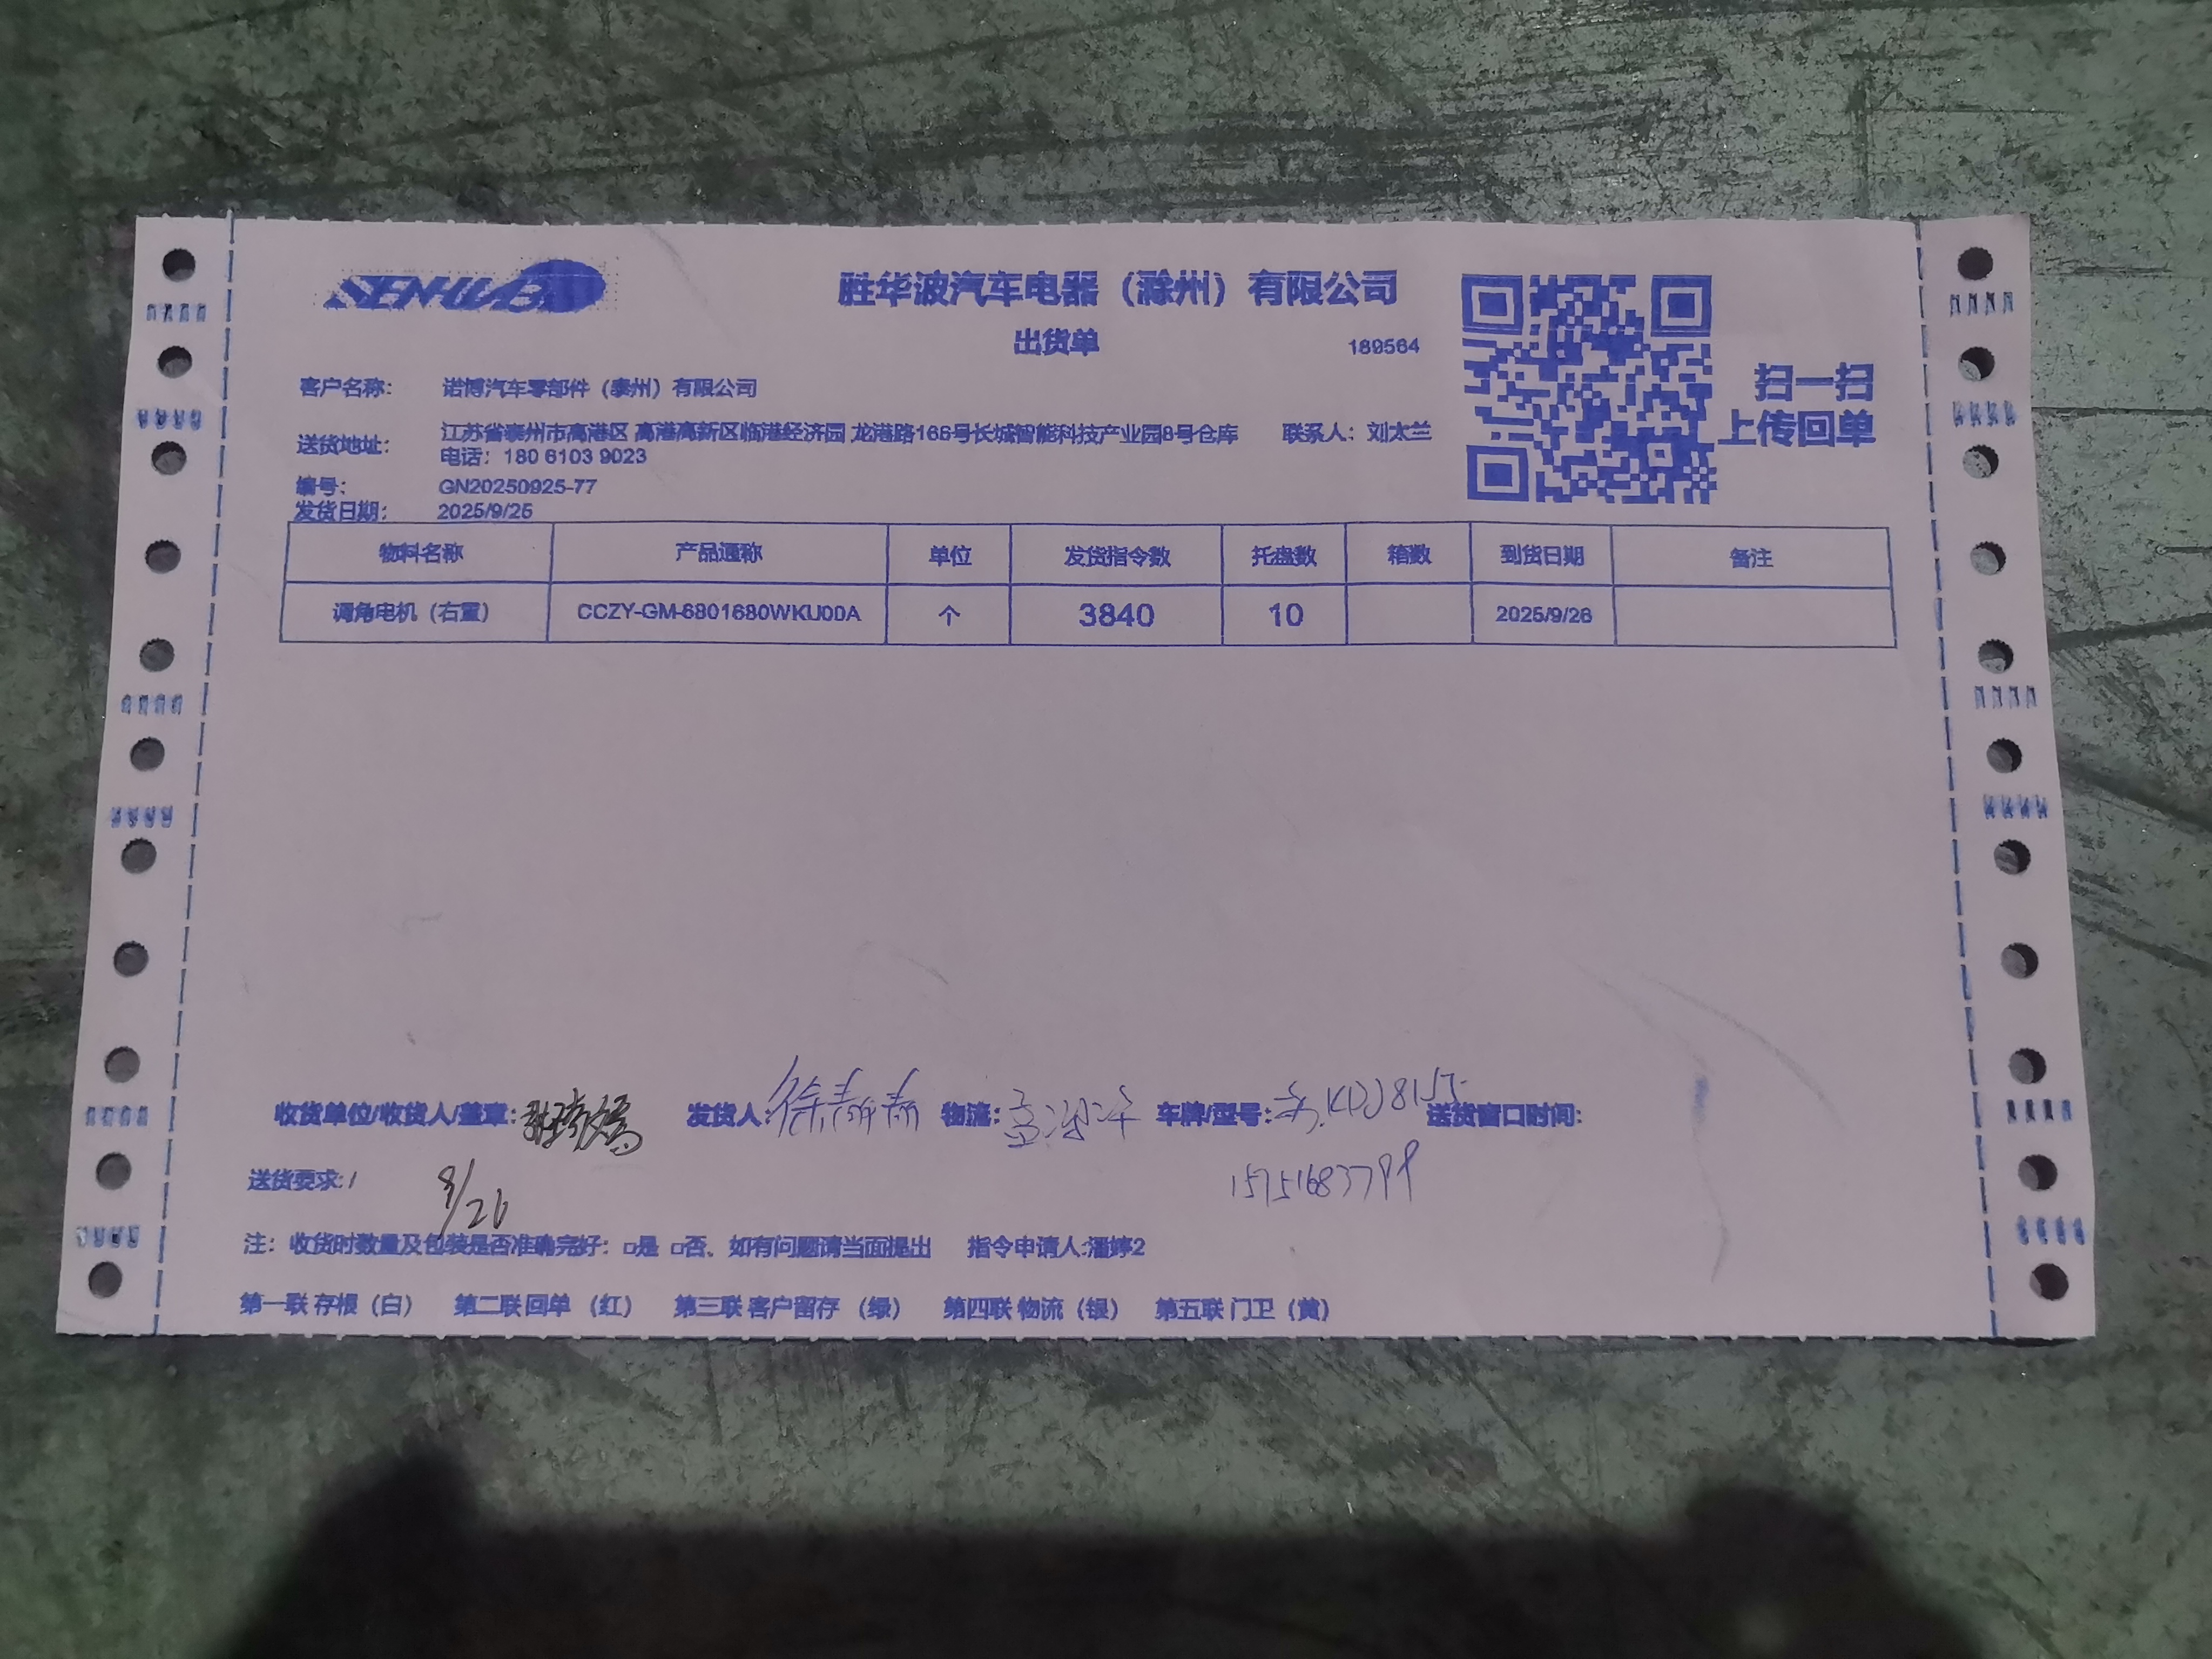 SENHWBO
胜华波汽车电器（滁州）有限公司
出货单 189564
扫一扫
上传回单
客户名称： 诺博汽车零部件（泰州）有限公司
送货地址： 江苏省泰州市高港区 高港高新区临港经济园 龙港路166号长城智能科技产业园8号仓库 联系人：刘太兰
电话：180 6103 9023
编号： GN20250925-77
发货日期： 2025/9/25
物料名称 产品通称 单位 发货指令数 托盘数 箱数 到货日期 备注
调角电机（右置） CCZY-GM-6801680WKU00A 个 3840 10 2025/9/26
收货单位/收货人/盖章: 发货人: 徐静静 物流: 车牌/型号: 送货窗口时间:
送货要求: / 9/26
注：收货时数量及包装是否准确完好：□是 □否，如有问题请当面提出 指令申请人:潘婷2
第一联 存根（白） 第二联 回单 （红） 第三联 客户留存 （绿） 第四联 物流（银） 第五联 门卫（黄）